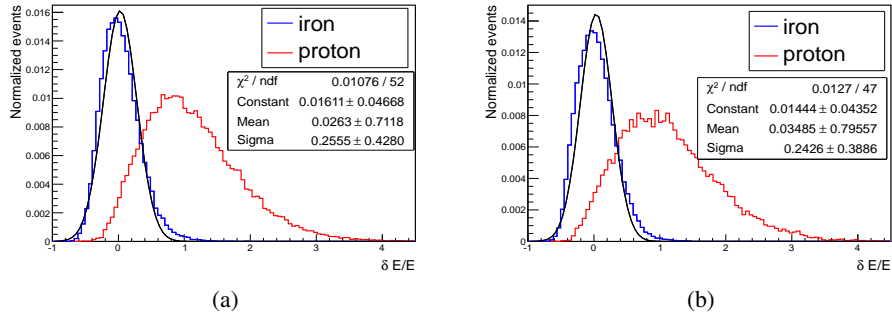 Normalized events
0.016
0.014
0.012
0.01
0.008
0.006
0.004
0.002
0
-1 0 1 2 3 4
δ E/E
iron
proton
χ² / ndf 0.01076 / 52
Constant 0.01611 ± 0.04668
Mean 0.0263 ± 0.7118
Sigma 0.2555 ± 0.4280
(a)
Normalized events
0.014
0.012
0.01
0.008
0.006
0.004
0.002
0
-1 0 1 2 3 4
δ E/E
iron
proton
χ² / ndf 0.0127 / 47
Constant 0.01444 ± 0.04352
Mean 0.03485 ± 0.79557
Sigma 0.2426 ± 0.3886
(b)